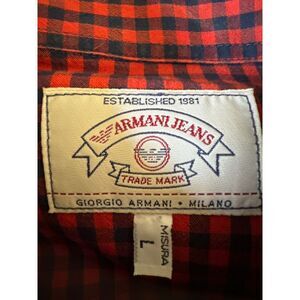 ESTABLISHED 1981
ARMANI JEANS
TRADE MARK
GIORGIO ARMANI • MILANO
MISURA
L